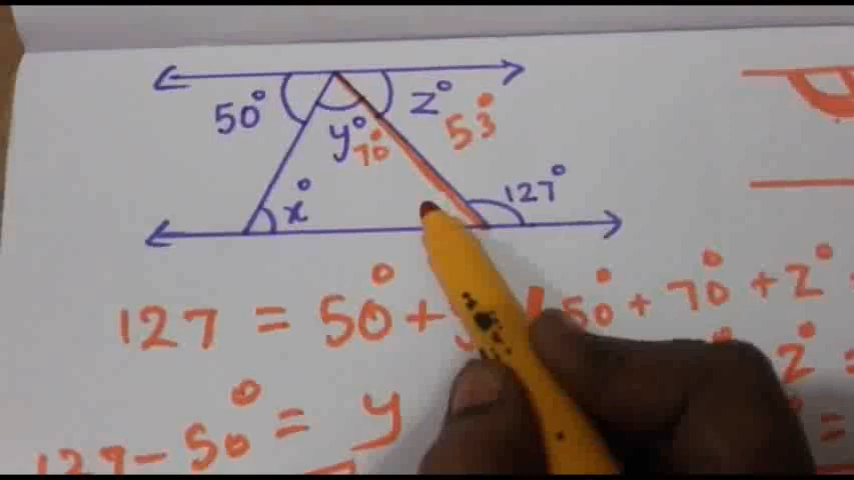 50° y° z°
70° 53°
x° 127°
127 = 50° + 50° + 70° + z°
z° =
127 - 50° = y =